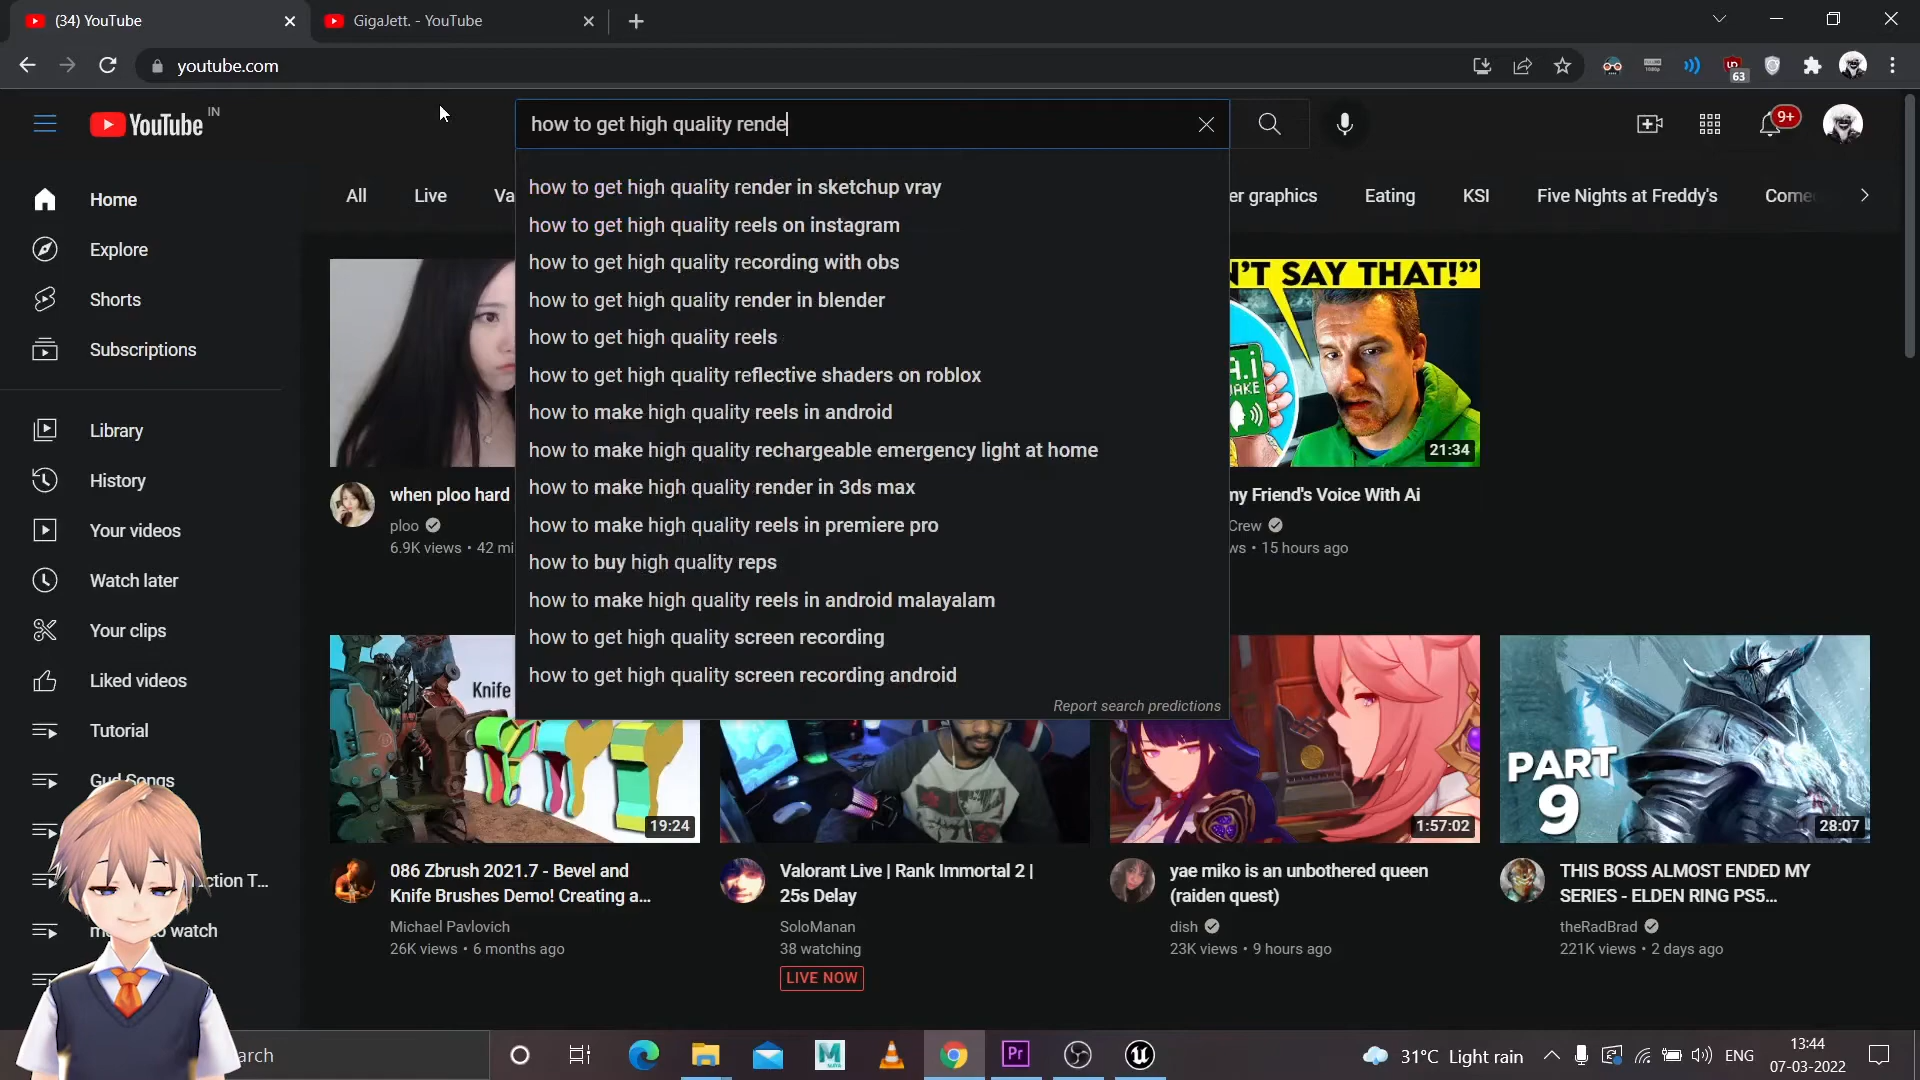 (34) YouTube
GigaJett. - YouTube
youtube.com
63
YouTube IN
how to get high quality rende
9+
Home
Explore
Shorts
Subscriptions
Library
History
Your videos
Watch later
Your clips
Liked videos
Tutorial
Gud Songs
ction T...
watch
All
Live
Va
er graphics
Eating
KSI
Five Nights at Freddy's
Come
how to get high quality render in sketchup vray
how to get high quality reels on instagram
how to get high quality recording with obs
how to get high quality render in blender
how to get high quality reels
how to get high quality reflective shaders on roblox
how to make high quality reels in android
how to make high quality rechargeable emergency light at home
how to make high quality render in 3ds max
how to make high quality reels in premiere pro
how to buy high quality reps
how to make high quality reels in android malayalam
how to get high quality screen recording
how to get high quality screen recording android
Report search predictions
when ploo hard
ploo
6.9K views • 42 mi
N'T SAY THAT!”
A.i
21:34
my Friend's Voice With Ai
Crew
ws • 15 hours ago
Knife
19:24
086 Zbrush 2021.7 - Bevel and
Knife Brushes Demo! Creating a...
Michael Pavlovich
26K views • 6 months ago
Valorant Live | Rank Immortal 2 |
25s Delay
SoloManan
38 watching
LIVE NOW
1:57:02
yae miko is an unbothered queen
(raiden quest)
dish
23K views • 9 hours ago
PART
9
28:07
THIS BOSS ALMOST ENDED MY
SERIES - ELDEN RING PS5...
theRadBrad
221K views • 2 days ago
arch
M
Pr
31°C Light rain
ENG
13:44
07-03-2022